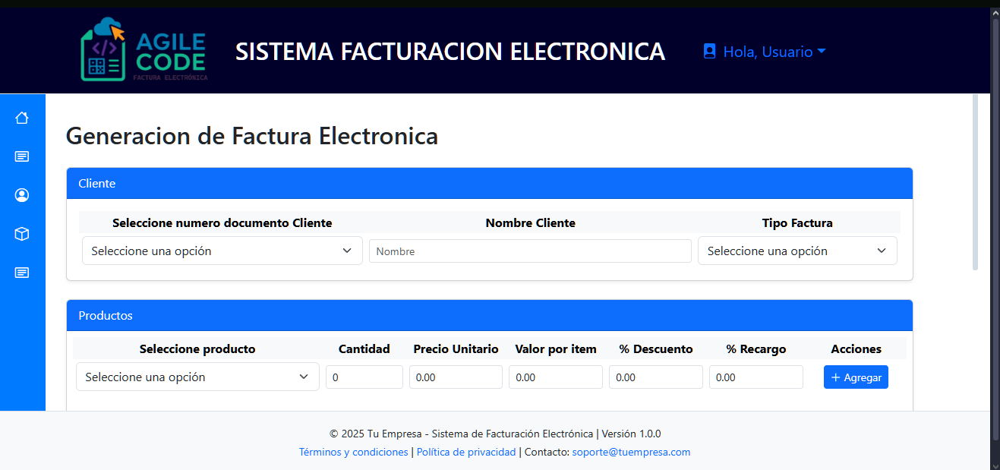 AGILE
CODE
FACTURA ELECTRÓNICA
SISTEMA FACTURACION ELECTRONICA
Hola, Usuario
Generacion de Factura Electronica
Cliente
Seleccione numero documento Cliente Nombre Cliente Tipo Factura
Seleccione una opción Nombre Seleccione una opción
Productos
Seleccione producto Cantidad Precio Unitario Valor por item % Descuento % Recargo Acciones
Seleccione una opción 0 0.00 0.00 0.00 0.00 + Agregar
© 2025 Tu Empresa - Sistema de Facturación Electrónica | Versión 1.0.0
Términos y condiciones | Política de privacidad | Contacto: soporte@tuempresa.com